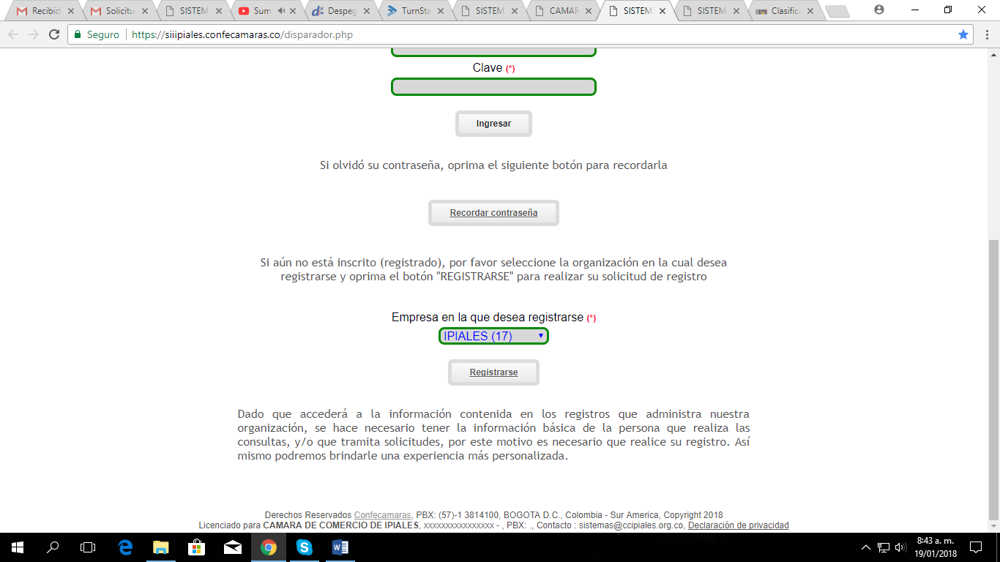 Recibid
Solicitu
SISTEM
Sum
Despeg
TurnSta
SISTEM
CAMAR
SISTEM
SISTEM
Clasific
Seguro
https://siiipiales.confecamaras.co/disparador.php
Clave (*)
Ingresar
Si olvidó su contraseña, oprima el siguiente botón para recordarla
Recordar contraseña
Si aún no está inscrito (registrado), por favor seleccione la organización en la cual desea
registrarse y oprima el botón "REGISTRARSE" para realizar su solicitud de registro
Empresa en la que desea registrarse (*)
IPIALES (17)
Registrarse
Dado que accederá a la información contenida en los registros que administra nuestra
organización, se hace necesario tener la información básica de la persona que realiza las
consultas, y/o que tramita solicitudes, por este motivo es necesario que realice su registro. Así
mismo podremos brindarle una experiencia más personalizada.
Derechos Reservados Confecamaras, PBX: (57)-1 3814100, BOGOTA D.C., Colombia - Sur America, Copyright 2018
Licenciado para CAMARA DE COMERCIO DE IPIALES, xxxxxxxxxxxxxxxx - , PBX: ., Contacto : sistemas@ccipiales.org.co, Declaración de privacidad
8:43 a. m.
19/01/2018